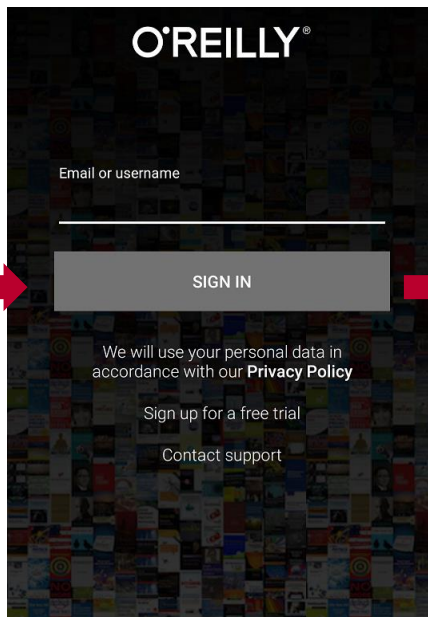 O'REILLY®
Email or username
SIGN IN
We will use your personal data in
accordance with our Privacy Policy
Sign up for a free trial
Contact support